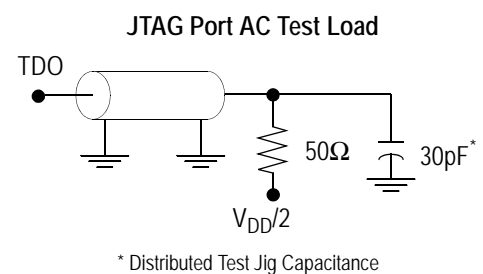 JTAG Port AC Test Load
TDO
50Ω
30pF*
VDD/2
* Distributed Test Jig Capacitance